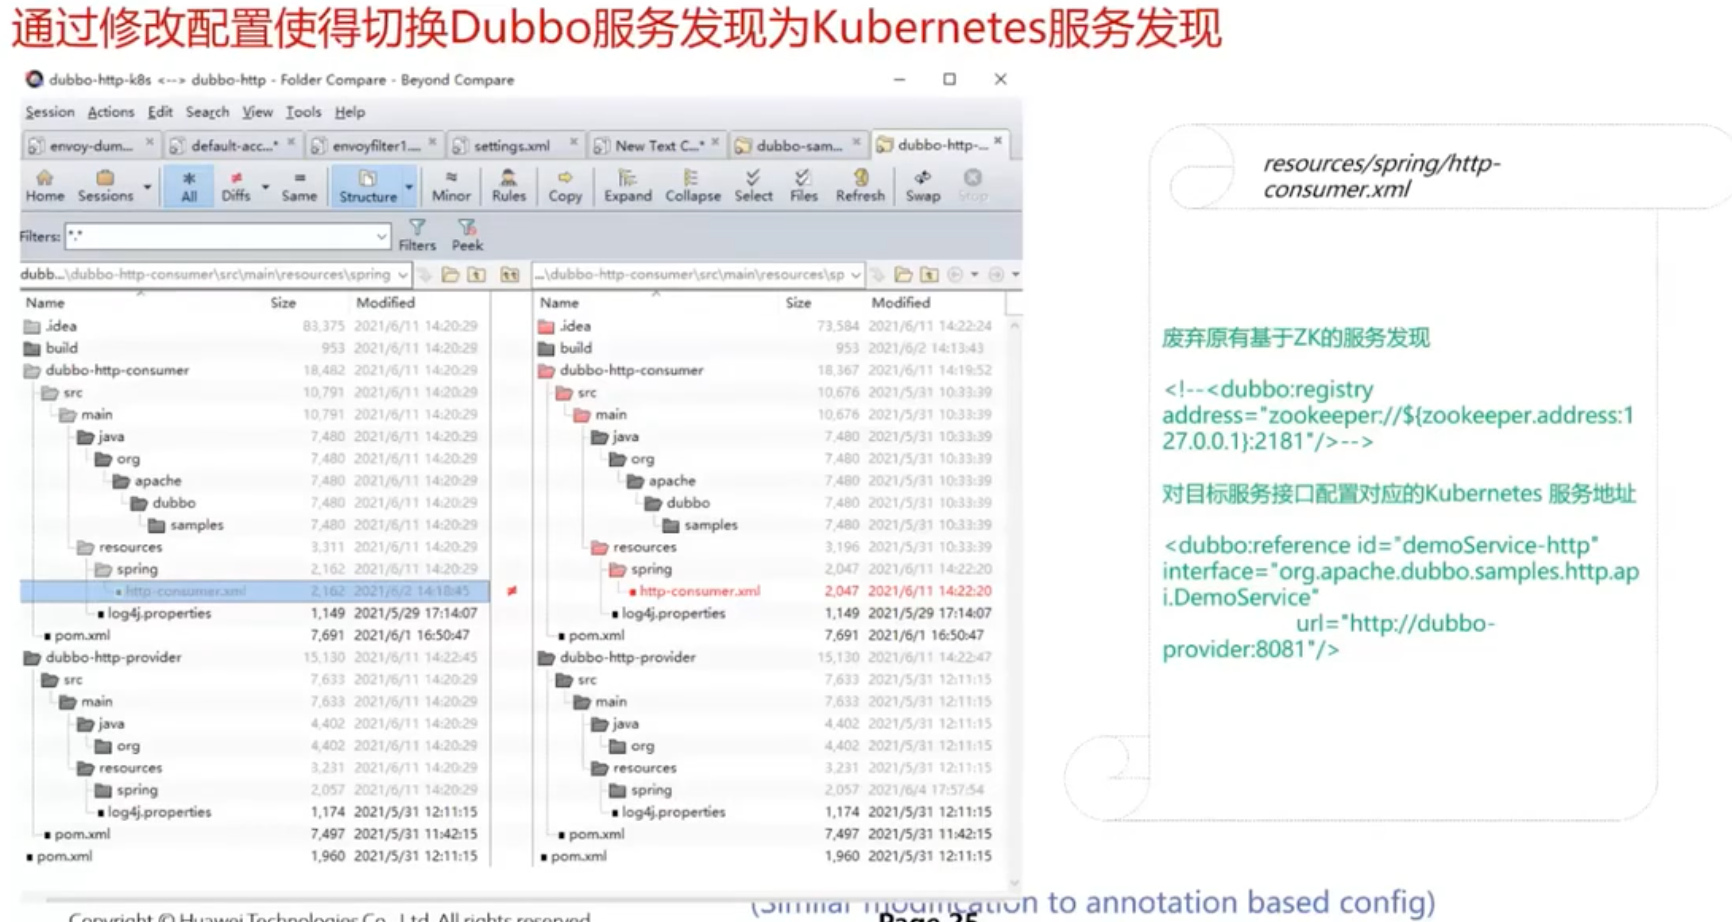 通过修改配置使得切换Dubbo服务发现为Kubernetes服务发现
dubbo-http-k8s <--> dubbo-http - Folder Compare - Beyond Compare
Session Actions Edit Search View Tools Help
envoy-dum... default-acc...* envoyfilter1.... settings.xml New Text C...* dubbo-sam... dubbo-http-...
Home Sessions All Diffs Same Structure Minor Rules Copy Expand Collapse Select Files Refresh Swap Stop
Filters: *.* Filters Peek
dubb...\dubbo-http-consumer\src\main\resources\spring ...\dubbo-http-consumer\src\main\resources\sp
Name Size Modified Name Size Modified
.idea 83,375 2021/6/11 14:20:29 .idea 73,584 2021/6/11 14:22:24
build 953 2021/6/11 14:20:29 build 953 2021/6/2 14:13:43
dubbo-http-consumer 18,482 2021/6/11 14:20:29 dubbo-http-consumer 18,367 2021/6/11 14:19:52
src 10,791 2021/6/11 14:20:29 src 10,676 2021/5/31 10:33:39
main 10,791 2021/6/11 14:20:29 main 10,676 2021/5/31 10:33:39
java 7,480 2021/6/11 14:20:29 java 7,480 2021/5/31 10:33:39
org 7,480 2021/6/11 14:20:29 org 7,480 2021/5/31 10:33:39
apache 7,480 2021/6/11 14:20:29 apache 7,480 2021/5/31 10:33:39
dubbo 7,480 2021/6/11 14:20:29 dubbo 7,480 2021/5/31 10:33:39
samples 7,480 2021/6/11 14:20:29 samples 7,480 2021/5/31 10:33:39
resources 3,311 2021/6/11 14:20:29 resources 3,196 2021/5/31 10:33:39
spring 2,162 2021/6/11 14:20:29 spring 2,047 2021/6/11 14:22:20
http-consumer.xml 2,162 2021/6/2 14:18:45 http-consumer.xml 2,047 2021/6/11 14:22:20
log4j.properties 1,149 2021/5/29 17:14:07 log4j.properties 1,149 2021/5/29 17:14:07
pom.xml 7,691 2021/6/1 16:50:47 pom.xml 7,691 2021/6/1 16:50:47
dubbo-http-provider 15,130 2021/6/11 14:22:45 dubbo-http-provider 15,130 2021/6/11 14:22:47
src 7,633 2021/6/11 14:20:29 src 7,633 2021/5/31 12:11:15
main 7,633 2021/6/11 14:20:29 main 7,633 2021/5/31 12:11:15
java 4,402 2021/6/11 14:20:29 java 4,402 2021/5/31 12:11:15
org 4,402 2021/6/11 14:20:29 org 4,402 2021/5/31 12:11:15
resources 3,231 2021/6/11 14:20:29 resources 3,231 2021/5/31 12:11:15
spring 2,057 2021/6/11 14:20:29 spring 2,057 2021/6/4 17:57:54
log4j.properties 1,174 2021/5/31 12:11:15 log4j.properties 1,174 2021/5/31 12:11:15
pom.xml 7,497 2021/5/31 11:42:15 pom.xml 7,497 2021/5/31 11:42:15
pom.xml 1,960 2021/5/31 12:11:15 pom.xml 1,960 2021/5/31 12:11:15
resources/spring/http-
consumer.xml
废弃原有基于ZK的服务发现
<!--<dubbo:registry
address="zookeeper://${zookeeper.address:1
27.0.0.1}:2181"/>-->
对目标服务接口配置对应的Kubernetes 服务地址
<dubbo:reference id="demoService-http"
interface="org.apache.dubbo.samples.http.ap
i.DemoService"
url="http://dubbo-
provider:8081"/>
(Similar modification to annotation based config)
Copyright © Huawei Technologies Co., Ltd. All rights reserved.
Page 25